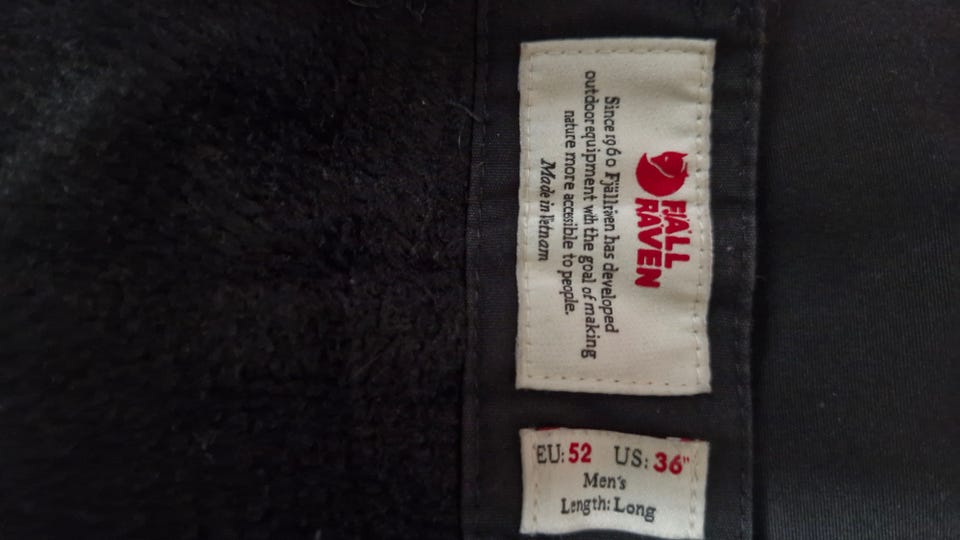 FJÄLL
RÄVEN
Since 1960 Fjällräven has developed
outdoor equipment with the goal of making
nature more accessible to people.
Made in Vietnam
EU: 52 US: 36"
Men's
Length: Long